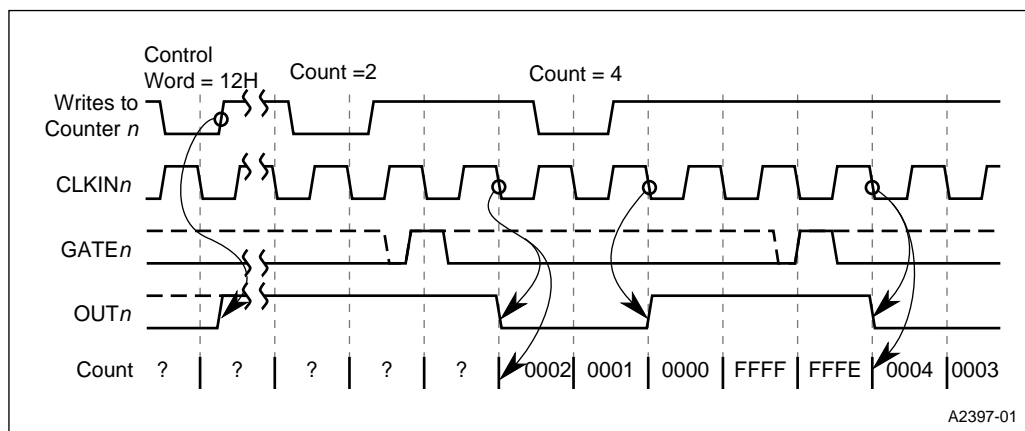 Control
Word = 12H
Count =2
Count = 4
Writes to
Counter n
CLKINn
GATEn
OUTn
Count ? ? ? ? ? 0002 0001 0000 FFFF FFFE 0004 0003
A2397-01